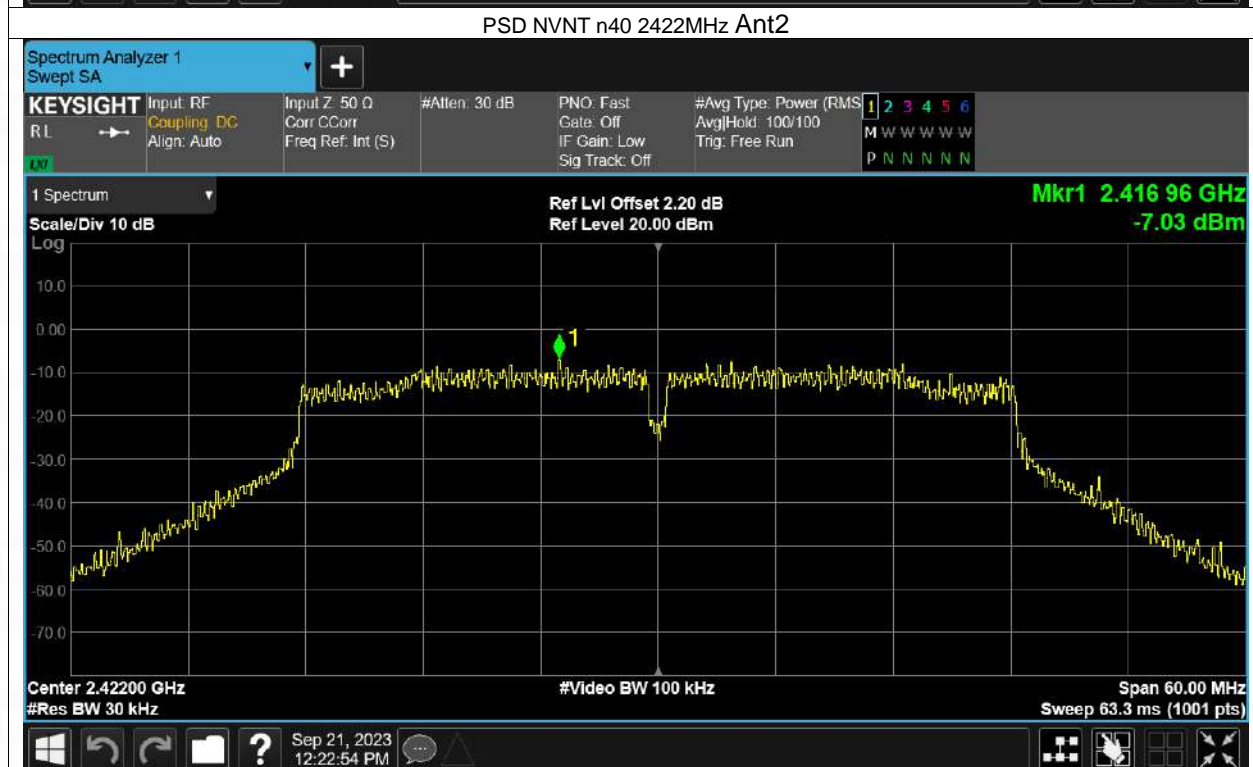 PSD NVNT n40 2422MHz Ant2
Spectrum Analyzer 1
Swept SA
+
KEYSIGHT
RL
Input: RF
Coupling: DC
Align: Auto
Input Z: 50 Ω
Corr CCorr
Freq Ref: Int (S)
#Atten: 30 dB
PNO: Fast
Gate: Off
IF Gain: Low
Sig Track: Off
#Avg Type: Power (RMS
Avg|Hold: 100/100
Trig: Free Run
1 2 3 4 5 6
M W W W W W
P N N N N N
1 Spectrum
Scale/Div 10 dB
Ref Lvl Offset 2.20 dB
Ref Level 20.00 dBm
Mkr1 2.416 96 GHz
-7.03 dBm
Log
10.0
0.00
-10.0
-20.0
-30.0
-40.0
-50.0
-60.0
-70.0
1
Center 2.42200 GHz
#Res BW 30 kHz
#Video BW 100 kHz
Span 60.00 MHz
Sweep 63.3 ms (1001 pts)
?
Sep 21, 2023
12:22:54 PM